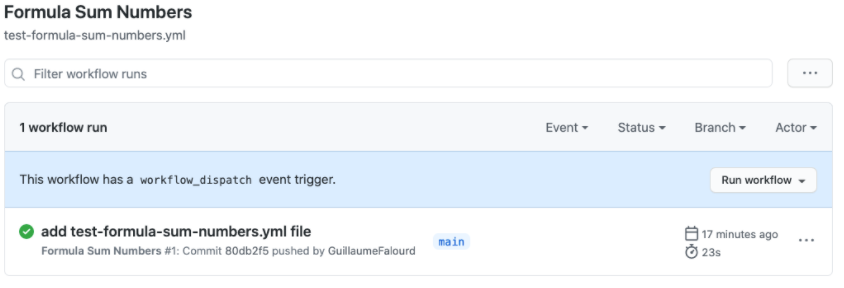 Formula Sum Numbers
test-formula-sum-numbers.yml
Filter workflow runs
1 workflow run Event Status Branch Actor
This workflow has a workflow_dispatch event trigger. Run workflow
add test-formula-sum-numbers.yml file main 17 minutes ago
Formula Sum Numbers #1: Commit 80db2f5 pushed by GuillaumeFalourd 23s